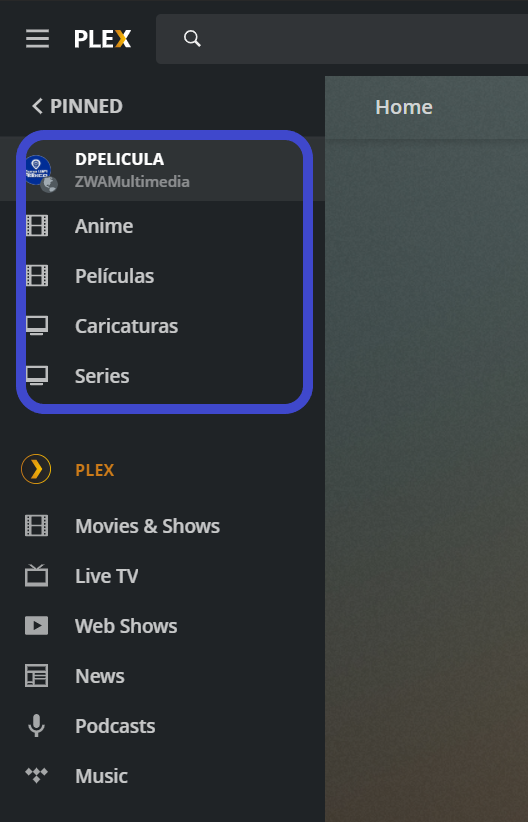 PLEX
PINNED
Home
DPELICULA
ZWAMultimedia
Anime
Películas
Caricaturas
Series
PLEX
Movies & Shows
Live TV
Web Shows
News
Podcasts
Music